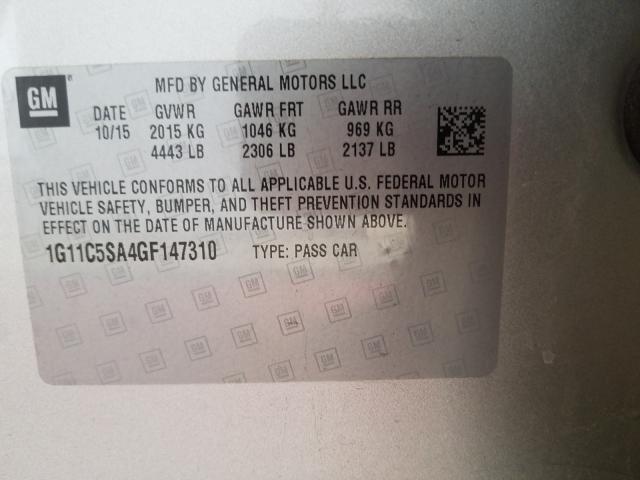 GM ® MFD BY GENERAL MOTORS LLC
DATE GVWR GAWR FRT GAWR RR
10/15 2015 KG 1046 KG 969 KG
4443 LB 2306 LB 2137 LB
THIS VEHICLE CONFORMS TO ALL APPLICABLE U.S. FEDERAL MOTOR
VEHICLE SAFETY, BUMPER, AND THEFT PREVENTION STANDARDS IN
EFFECT ON THE DATE OF MANUFACTURE SHOWN ABOVE.
1G11C5SA4GF147310 TYPE: PASS CAR